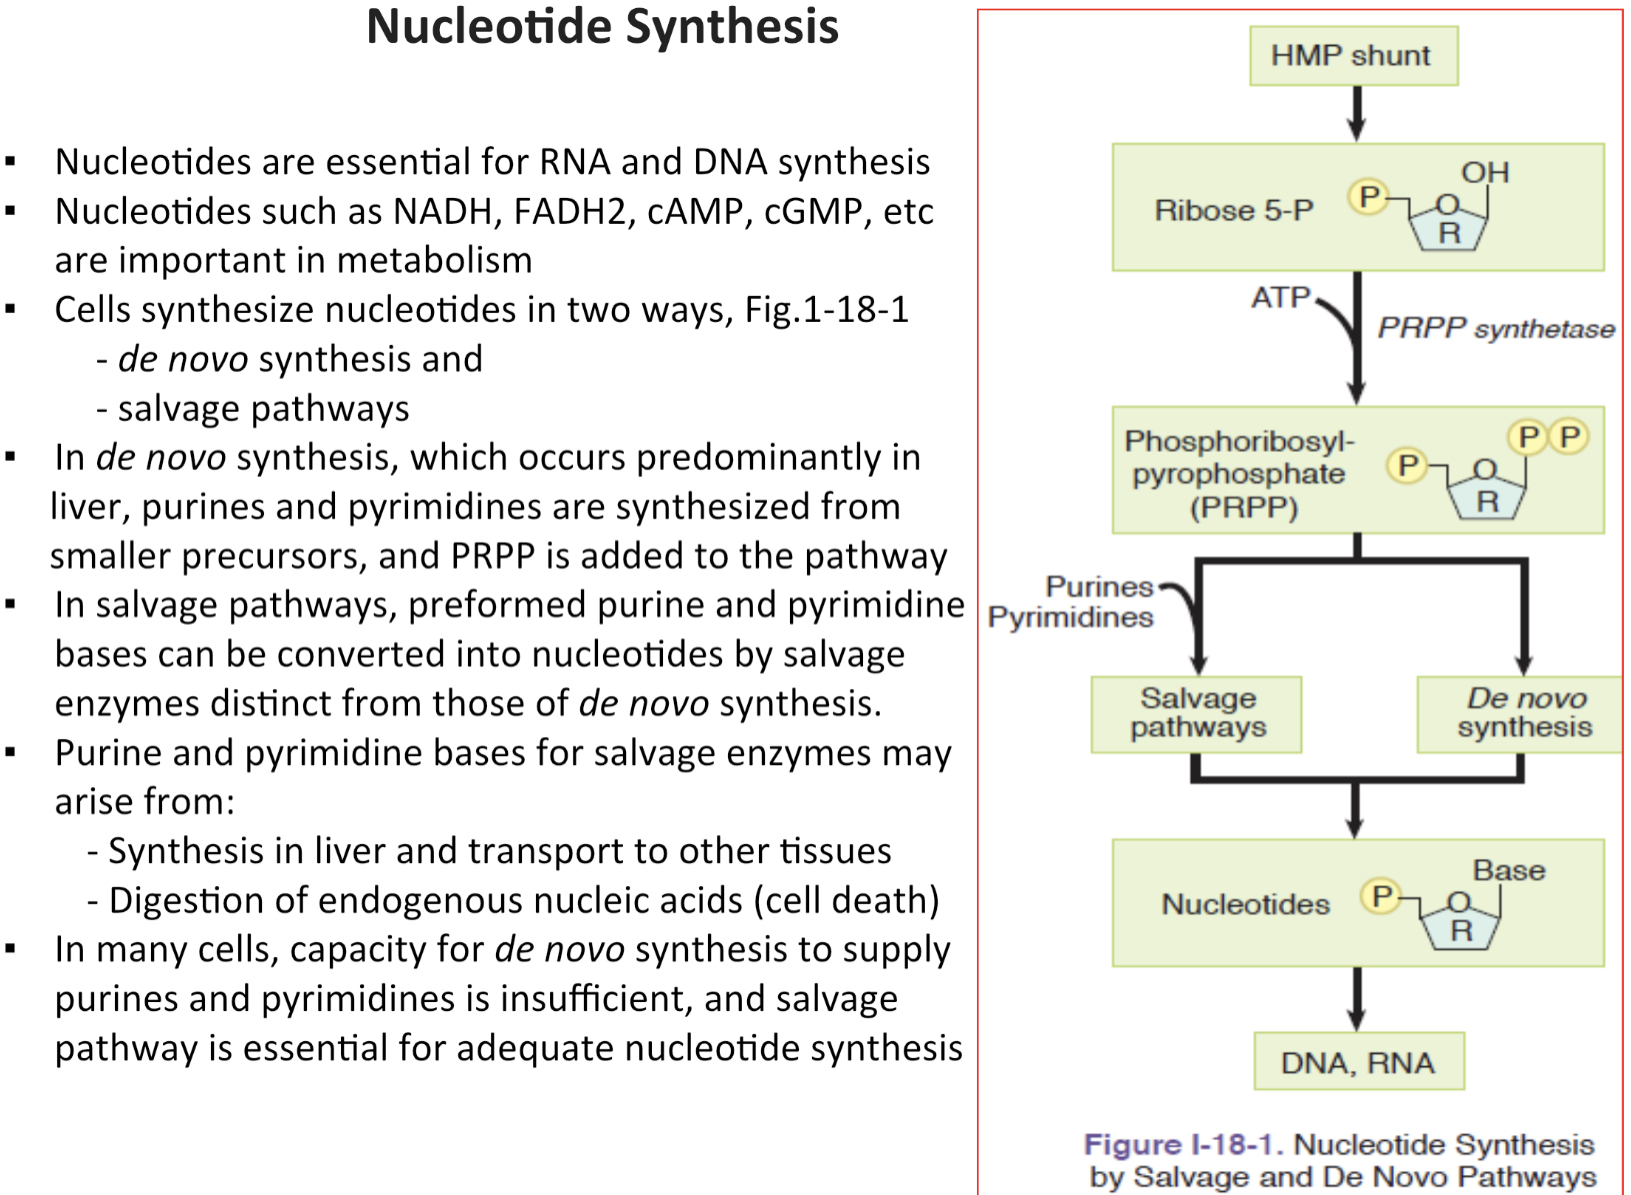 Nucleotide Synthesis
▪ Nucleotides are essential for RNA and DNA synthesis
▪ Nucleotides such as NADH, FADH2, cAMP, cGMP, etc
are important in metabolism
▪ Cells synthesize nucleotides in two ways, Fig.1-18-1
- de novo synthesis and
- salvage pathways
▪ In de novo synthesis, which occurs predominantly in
liver, purines and pyrimidines are synthesized from
smaller precursors, and PRPP is added to the pathway
▪ In salvage pathways, preformed purine and pyrimidine
bases can be converted into nucleotides by salvage
enzymes distinct from those of de novo synthesis.
▪ Purine and pyrimidine bases for salvage enzymes may
arise from:
- Synthesis in liver and transport to other tissues
- Digestion of endogenous nucleic acids (cell death)
▪ In many cells, capacity for de novo synthesis to supply
purines and pyrimidines is insufficient, and salvage
pathway is essential for adequate nucleotide synthesis
HMP shunt
Ribose 5-P
P
O
R
OH
ATP
PRPP synthetase
Phosphoribosyl-
pyrophosphate
(PRPP)
P
O
R
P P
Purines
Pyrimidines
Salvage
pathways
De novo
synthesis
Nucleotides
P
O
R
Base
DNA, RNA
Figure I-18-1. Nucleotide Synthesis
by Salvage and De Novo Pathways